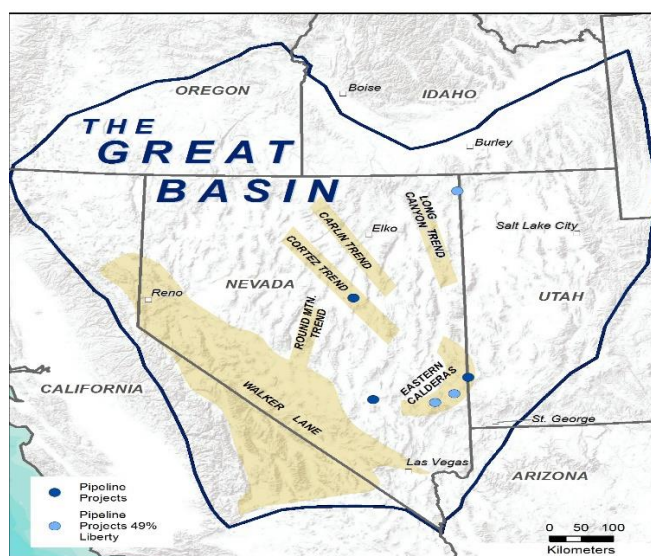 OREGON
Boise
IDAHO
THE
GREAT
BASIN
Burley
LONG
CANYON TREND
CARLIN TREND
Elko
Salt Lake City
CORTEZ TREND
NEVADA
Reno
UTAH
ROUND MTN.
TREND
EASTERN
CALDERAS
CALIFORNIA
WALKER LANE
St. George
Las Vegas
ARIZONA
Pipeline
Projects
Pipeline
Projects 49%
Liberty
0 50 100
Kilometers